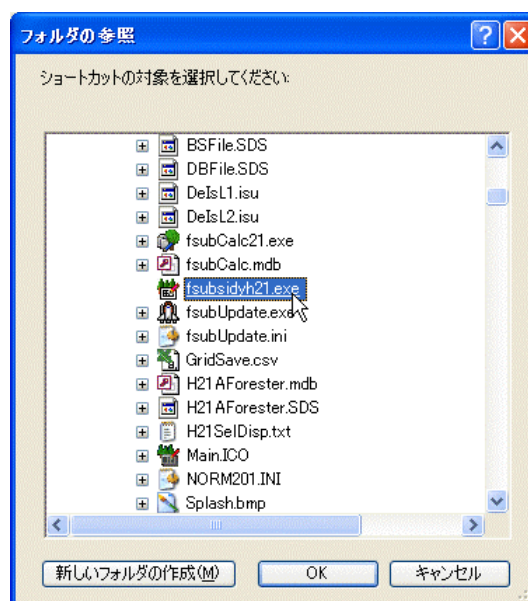 フォルダの参照
ショートカットの対象を選択してください:
BSFile.SDS
DBFile.SDS
DeIsL1.isu
DeIsL2.isu
fsubCalc21.exe
fsubCalc.mdb
fsubsidyh21.exe
fsubUpdate.exe
fsubUpdate.ini
GridSave.csv
H21AForester.mdb
H21AForester.SDS
H21SelDisp.txt
Main.ICO
NORM201.INI
Splash.bmp
新しいフォルダの作成(M) OK キャンセル